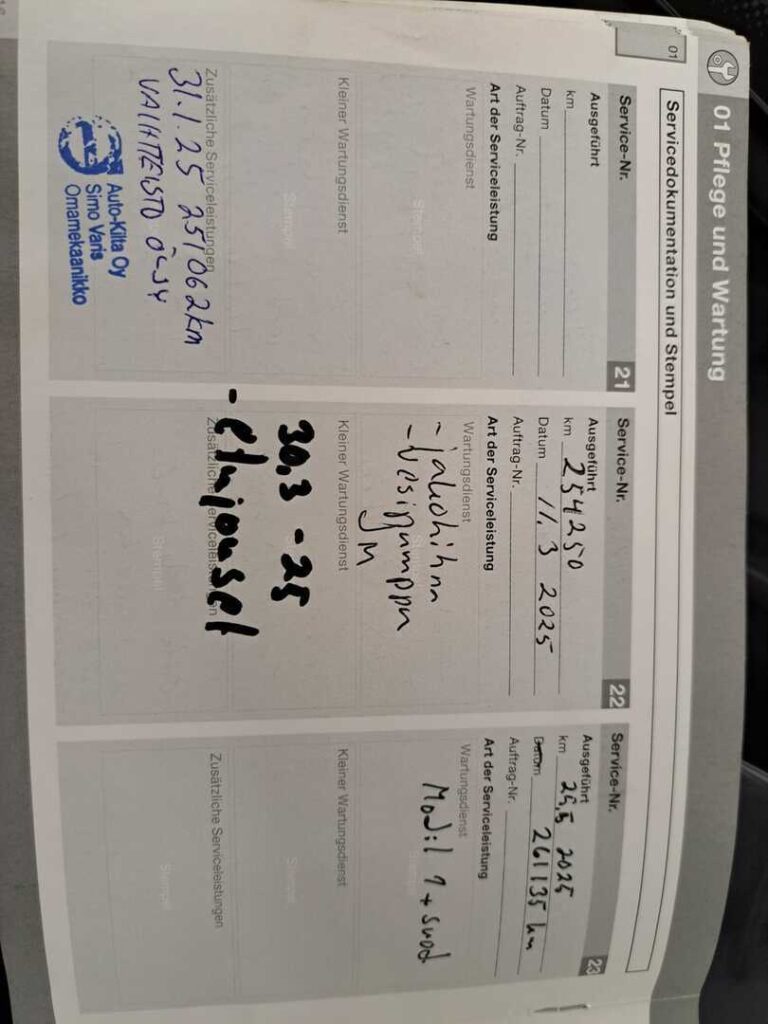 01 Pflege und Wartung
01
Servicedokumentation und Stempel
Service-Nr. 21
Ausgeführt
km
Datum
Auftrag-Nr.
Art der Serviceleistung
Wartungsdienst
Stempel
Kleiner Wartungsdienst
Stempel
Zusätzliche Serviceleistungen
31.1.25 251062km
VAIHTEISTO ÖLJY
Auto-Kilta Oy
Simo Varis
Omamekaanikko
Service-Nr. 22
Ausgeführt
km 254250
Datum 11.3 2025
Auftrag-Nr.
Art der Serviceleistung
Wartungsdienst
- jakohihna
- vesipumppu
Kleiner Wartungsdienst
30.3 -25
Zusätzliche Serviceleistungen
- etujouset
Stempel
Service-Nr. 23
Ausgeführt
km 25,5 2025
Datum 261135 km
Auftrag-Nr.
Art der Serviceleistung
Wartungsdienst
Mobil 1 + suod
Stempel
Kleiner Wartungsdienst
Stempel
Zusätzliche Serviceleistungen
Stempel